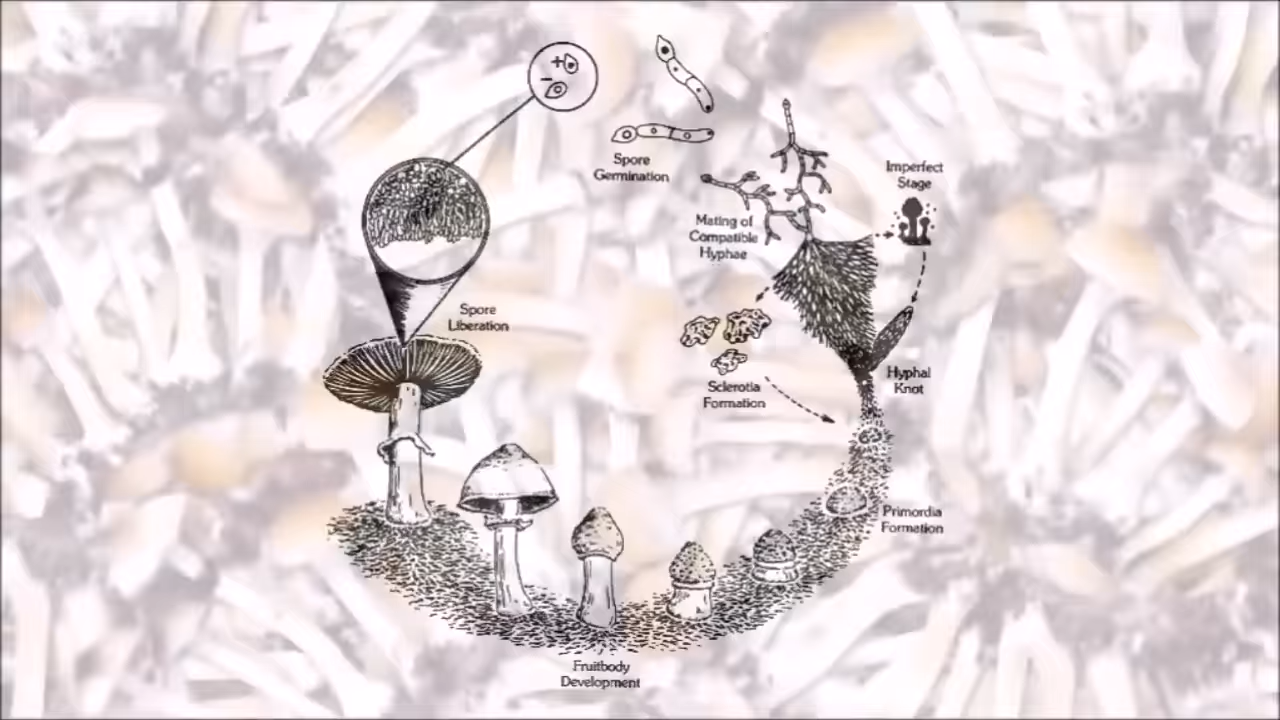 +
−
Spore
Germination
Imperfect
Stage
Mating of
Compatible
Hyphae
Spore
Liberation
Hyphal
Knot
Sclerotia
Formation
Primordia
Formation
Fruitbody
Development